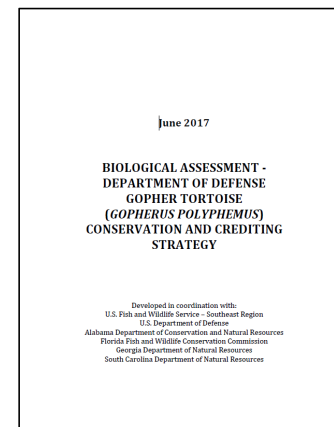 June 2017
BIOLOGICAL ASSESSMENT -
DEPARTMENT OF DEFENSE
GOPHER TORTOISE
(GOPHERUS POLYPHEMUS)
CONSERVATION AND CREDITING
STRATEGY
Developed in coordination with:
U.S. Fish and Wildlife Service – Southeast Region
U.S. Department of Defense
Alabama Department of Conservation and Natural Resources
Florida Fish and Wildlife Conservation Commission
Georgia Department of Natural Resources
South Carolina Department of Natural Resources